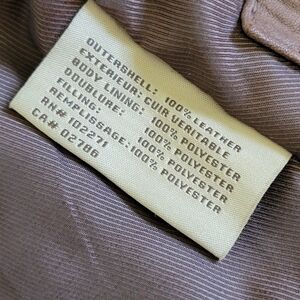 OUTERSHELL: 100% LEATHER
EXTERIEUR: CUIR VERITABLE
BODY LINING: 100% POLYESTER
DOUBLURE: 100% POLYESTER
FILLING: 100% POLYESTER
REMPLISSAGE: 100% POLYESTER
RN# 102271
CA# 02786